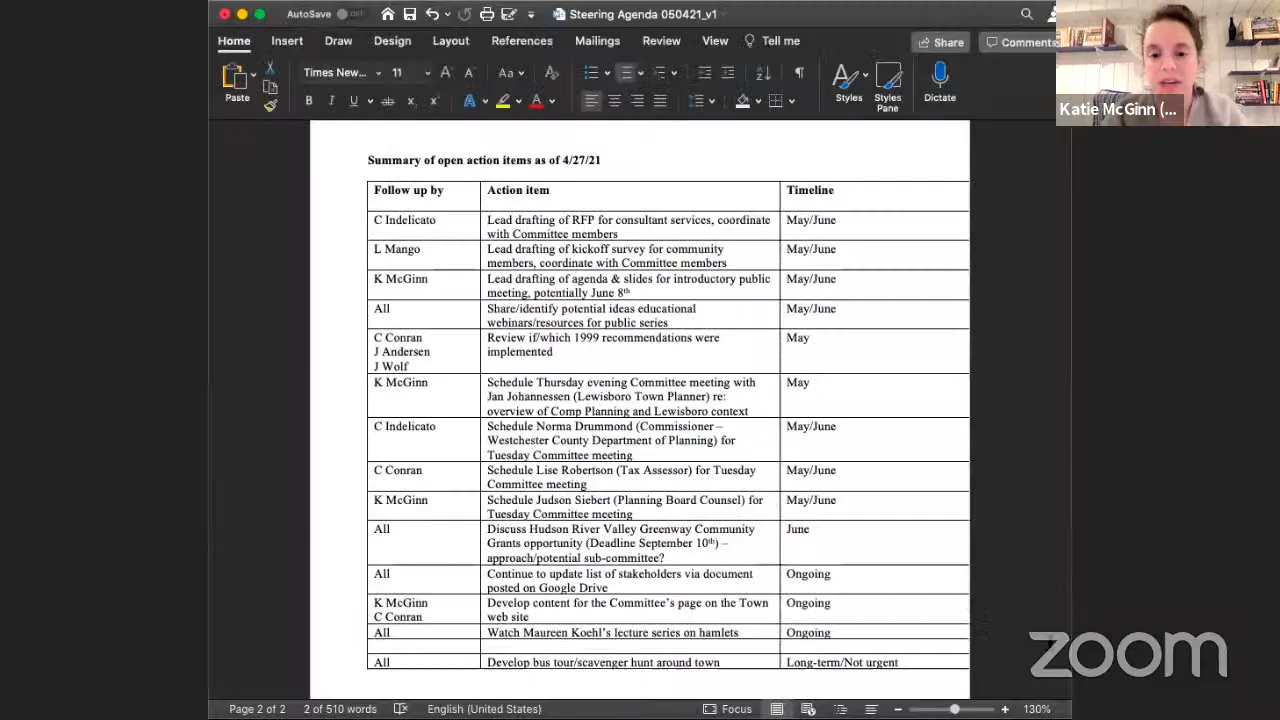 AutoSave OFF Steering Agenda 050421_v1
Home Insert Draw Design Layout References Mailings Review View Tell me Share Comments
Paste Times New... 11 Styles Styles Pane Dictate
Katie McGinn (...
Summary of open action items as of 4/27/21
Follow up by Action item Timeline
C Indelicato Lead drafting of RFP for consultant services, coordinate May/June
with Committee members
L Mango Lead drafting of kickoff survey for community May/June
members, coordinate with Committee members
K McGinn Lead drafting of agenda & slides for introductory public May/June
meeting, potentially June 8th
All Share/identify potential ideas educational May/June
webinars/resources for public series
C Conran Review if/which 1999 recommendations were May
J Andersen implemented
J Wolf
K McGinn Schedule Thursday evening Committee meeting with May
Jan Johannessen (Lewisboro Town Planner) re:
overview of Comp Planning and Lewisboro context
C Indelicato Schedule Norma Drummond (Commissioner – May/June
Westchester County Department of Planning) for
Tuesday Committee meeting
C Conran Schedule Lise Robertson (Tax Assessor) for Tuesday May/June
Committee meeting
K McGinn Schedule Judson Siebert (Planning Board Counsel) for May/June
Tuesday Committee meeting
All Discuss Hudson River Valley Greenway Community June
Grants opportunity (Deadline September 10th) –
approach/potential sub-committee?
All Continue to update list of stakeholders via document Ongoing
posted on Google Drive
K McGinn Develop content for the Committee's page on the Town Ongoing
C Conran web site
All Watch Maureen Koehl's lecture series on hamlets Ongoing
All Develop bus tour/scavenger hunt around town Long-term/Not urgent
zoom
Page 2 of 2 2 of 510 words English (United States) Focus 130%